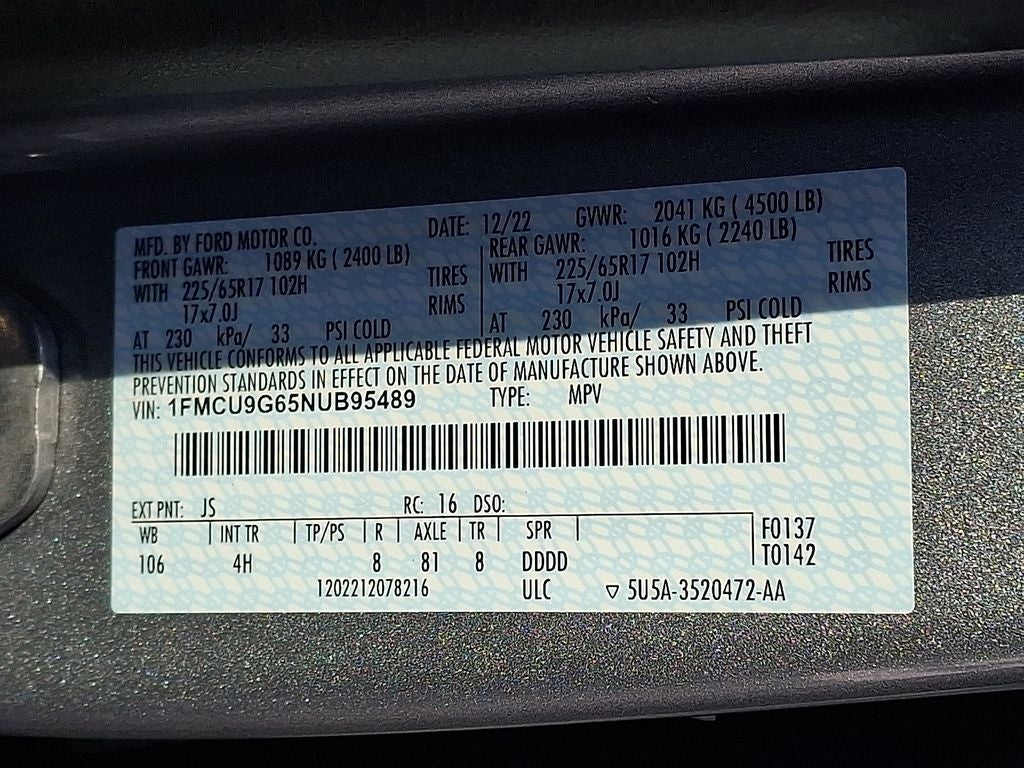 MFD. BY FORD MOTOR CO. DATE: 12/22 GVWR: 2041 KG ( 4500 LB)
FRONT GAWR: 1089 KG ( 2400 LB) REAR GAWR: 1016 KG ( 2240 LB)
WITH 225/65R17 102H TIRES WITH 225/65R17 102H TIRES
17x7.0J RIMS 17x7.0J RIMS
AT 230 kPa/ 33 PSI COLD AT 230 kPa/ 33 PSI COLD
THIS VEHICLE CONFORMS TO ALL APPLICABLE FEDERAL MOTOR VEHICLE SAFETY AND THEFT
PREVENTION STANDARDS IN EFFECT ON THE DATE OF MANUFACTURE SHOWN ABOVE.
VIN: 1FMCU9G65NUB95489 TYPE: MPV
EXT PNT: JS RC: 16 DSO:
WB INT TR TP/PS R AXLE TR SPR F0137
106 4H 8 81 8 DDDD T0142
1202212078216 ULC ▽ 5U5A-3520472-AA